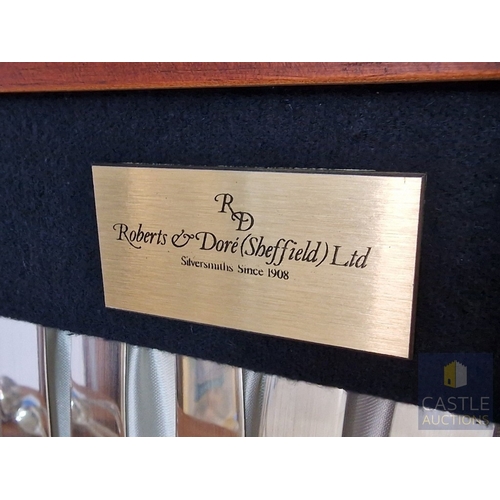 RD
Roberts & Doré (Sheffield) Ltd
Silversmiths Since 1908
CASTLE
AUCTIONS